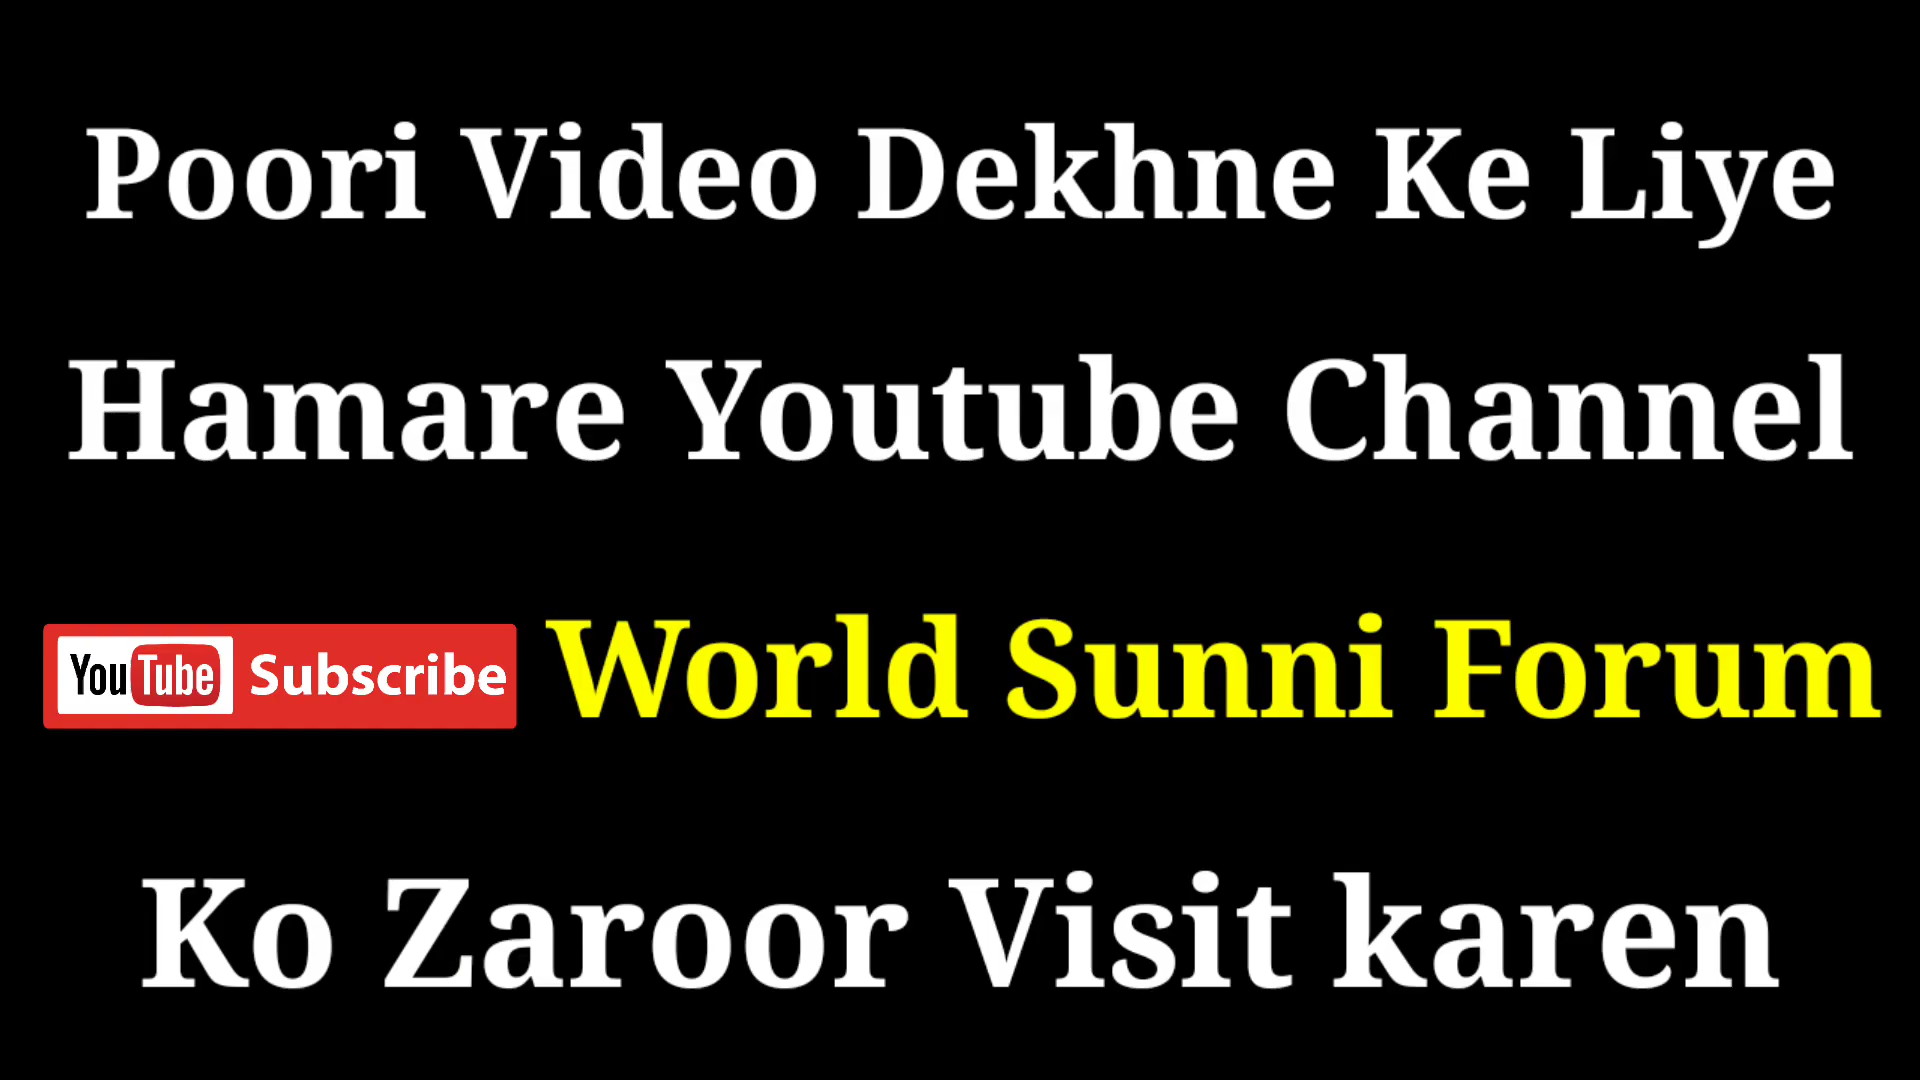 Poori Video Dekhne Ke Liye
Hamare Youtube Channel
YouTube Subscribe World Sunni Forum
Ko Zaroor Visit karen